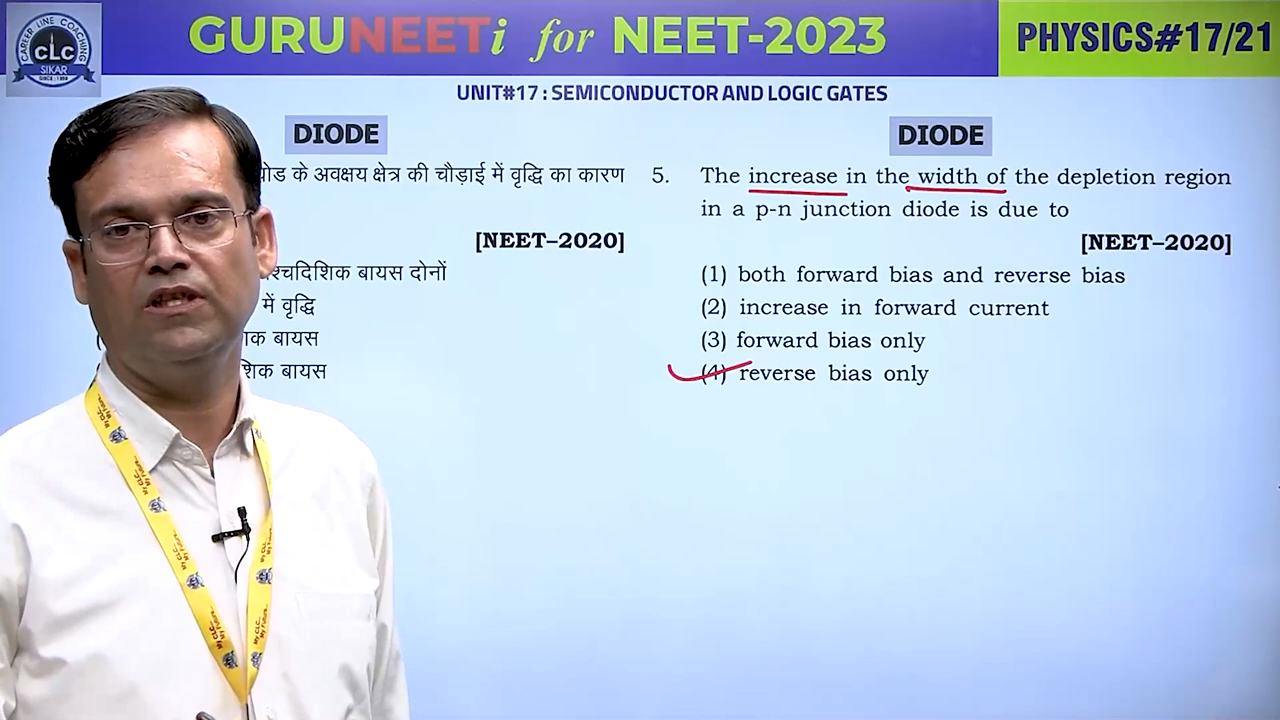 GURUNEETi for NEET-2023
PHYSICS#17/21
CAREER LINE COACHING
CLC
SIKAR
UNIT#17 : SEMICONDUCTOR AND LOGIC GATES
DIODE
के अवक्षय क्षेत्र की चौड़ाई में वृद्धि का कारण
[NEET–2020]
बायस दोनों
में वृद्धि
बायस
बायस
DIODE
5. The increase in the width of the depletion region
in a p-n junction diode is due to
[NEET–2020]
(1) both forward bias and reverse bias
(2) increase in forward current
(3) forward bias only
(4) reverse bias only